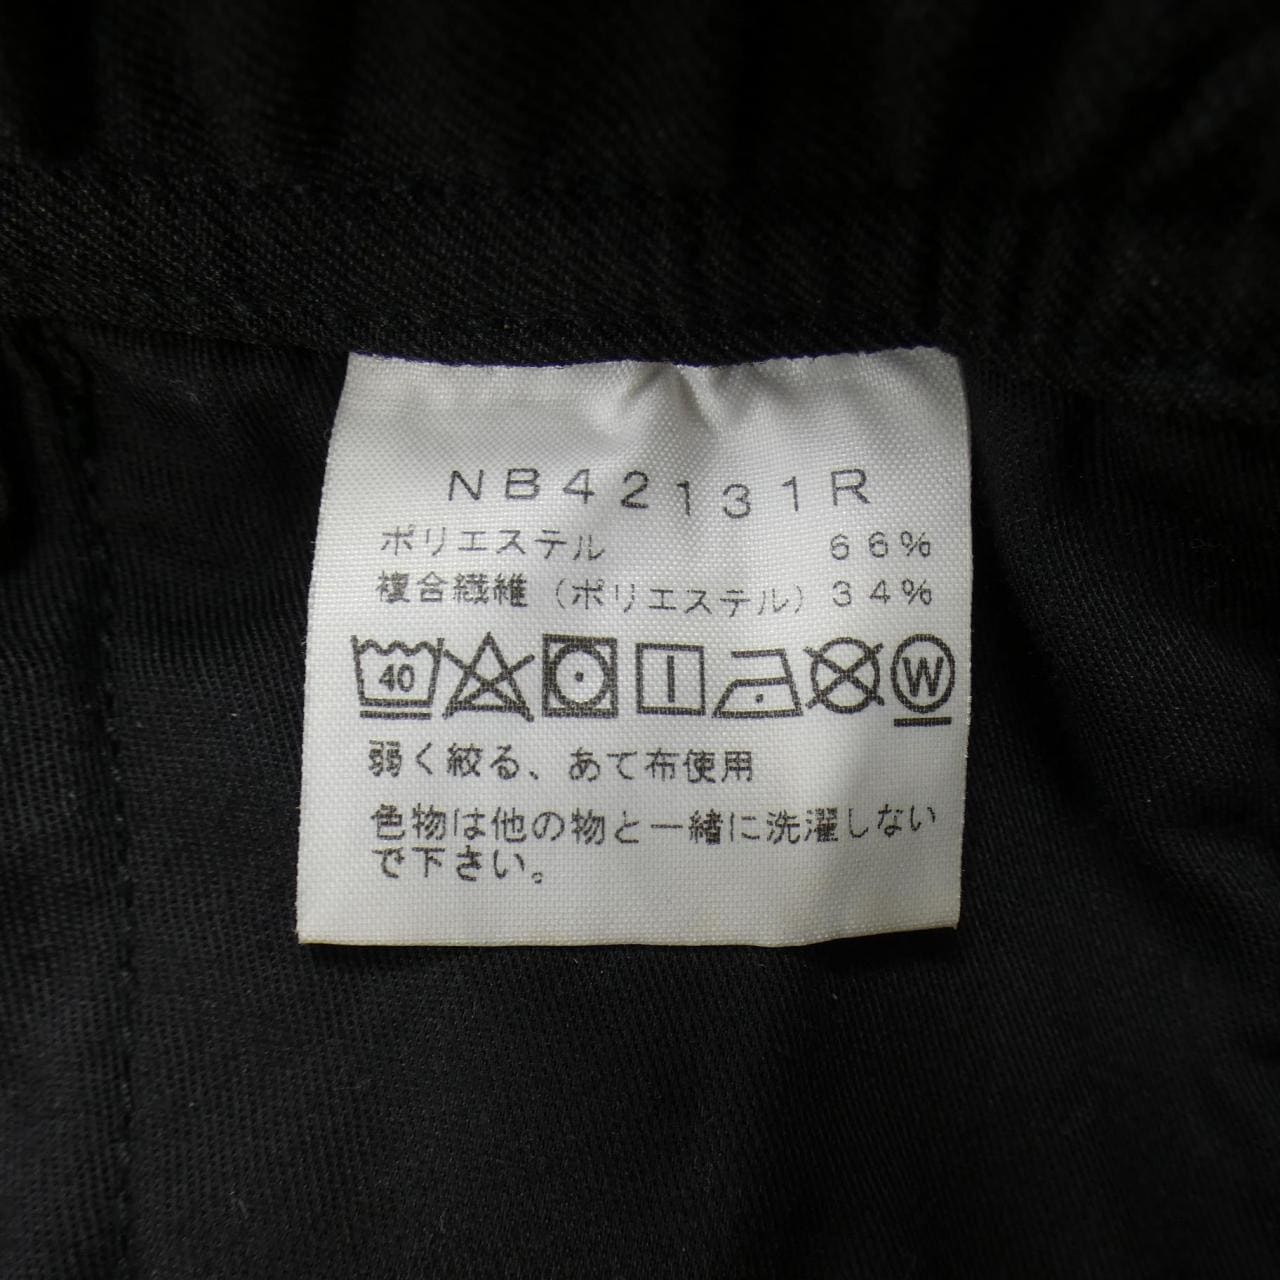 NB42131R
ポリエステル 66%
複合繊維(ポリエステル) 34%
40 W
弱く絞る、あて布使用
色物は他の物と一緒に洗濯しない
で下さい。